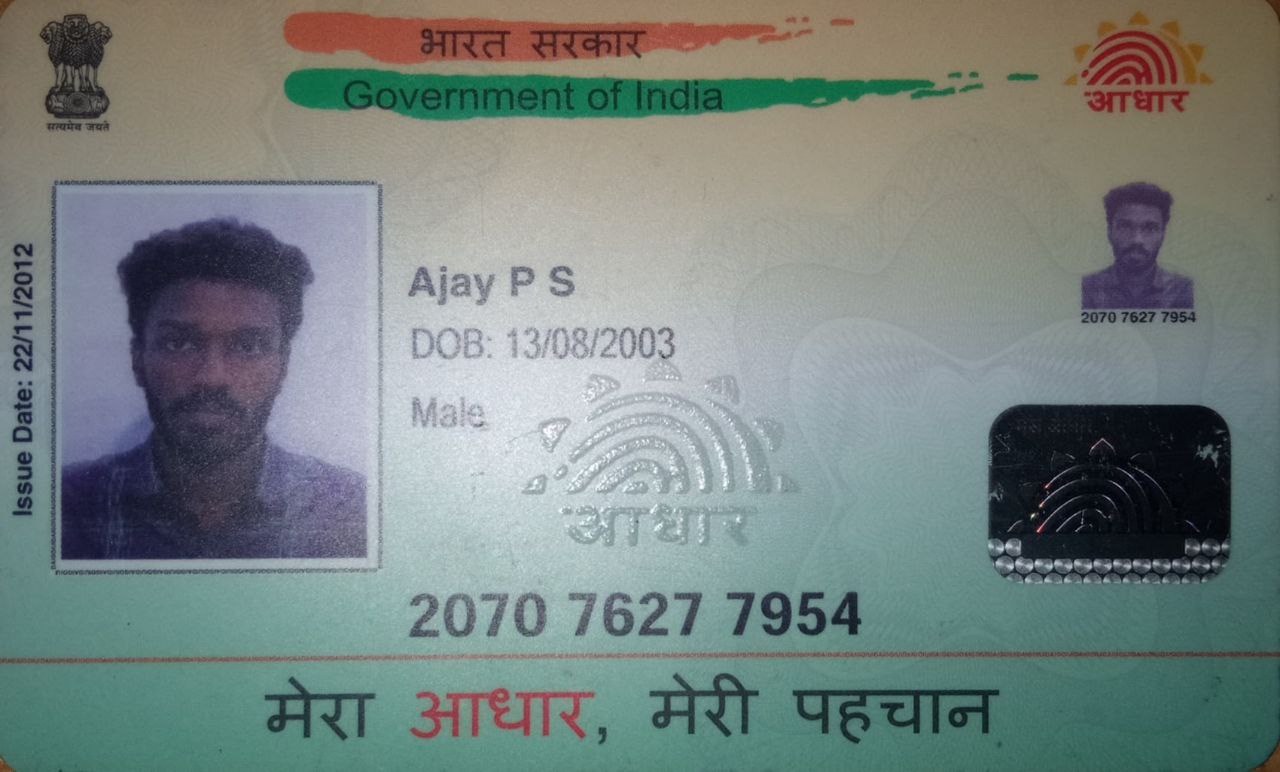 भारत सरकार
Government of India
सत्यमेव जयते
आधार
Issue Date: 22/11/2012
Ajay P S
DOB: 13/08/2003
Male
2070 7627 7954
आधार
2070 7627 7954
मेरा आधार, मेरी पहचान